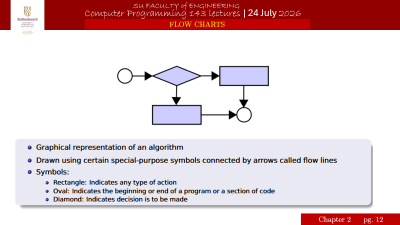 SU FACULTY of ENGINEERING
Computer Programming 143 lectures | 24 July 2026
FLOW CHARTS
Graphical representation of an algorithm
Drawn using certain special-purpose symbols connected by arrows called flow lines
Symbols:
Rectangle: Indicates any type of action
Oval: Indicates the beginning or end of a program or a section of code
Diamond: Indicates decision is to be made
Chapter 2 pg. 12